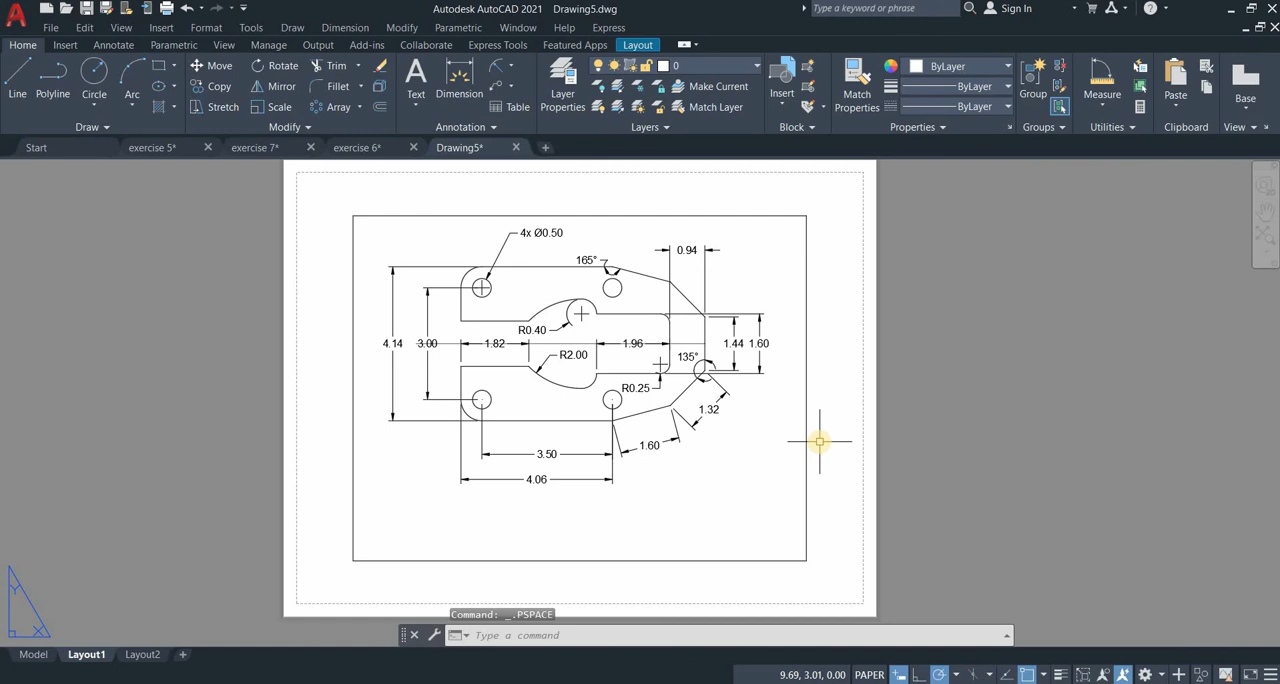 Autodesk AutoCAD 2021 Drawing5.dwg
Type a keyword or phrase
Sign In
File Edit View Insert Format Tools Draw Dimension Modify Parametric Window Help Express
Home Insert Annotate Parametric View Manage Output Add-ins Collaborate Express Tools Featured Apps Layout
Line Polyline Circle Arc
Move Rotate Trim
Copy Mirror Fillet
Stretch Scale Array
Text Dimension Table
Layer Properties
0
Make Current
Match Layer
Insert
Match Properties
ByLayer
ByLayer
ByLayer
Group Measure Paste Base
Draw Modify Annotation Layers Block Properties Groups Utilities Clipboard View
Start exercise 5* exercise 7* exercise 6* Drawing5*
4x Ø0.50
0.94
165°
R0.40
4.14 3.00 1.82 1.96 1.44 1.60
R2.00
135°
R0.25
1.32
1.60
3.50
4.06
Y
X
Command: _.PSPACE
Type a command
Model Layout1 Layout2
9.69, 3.01, 0.00 PAPER